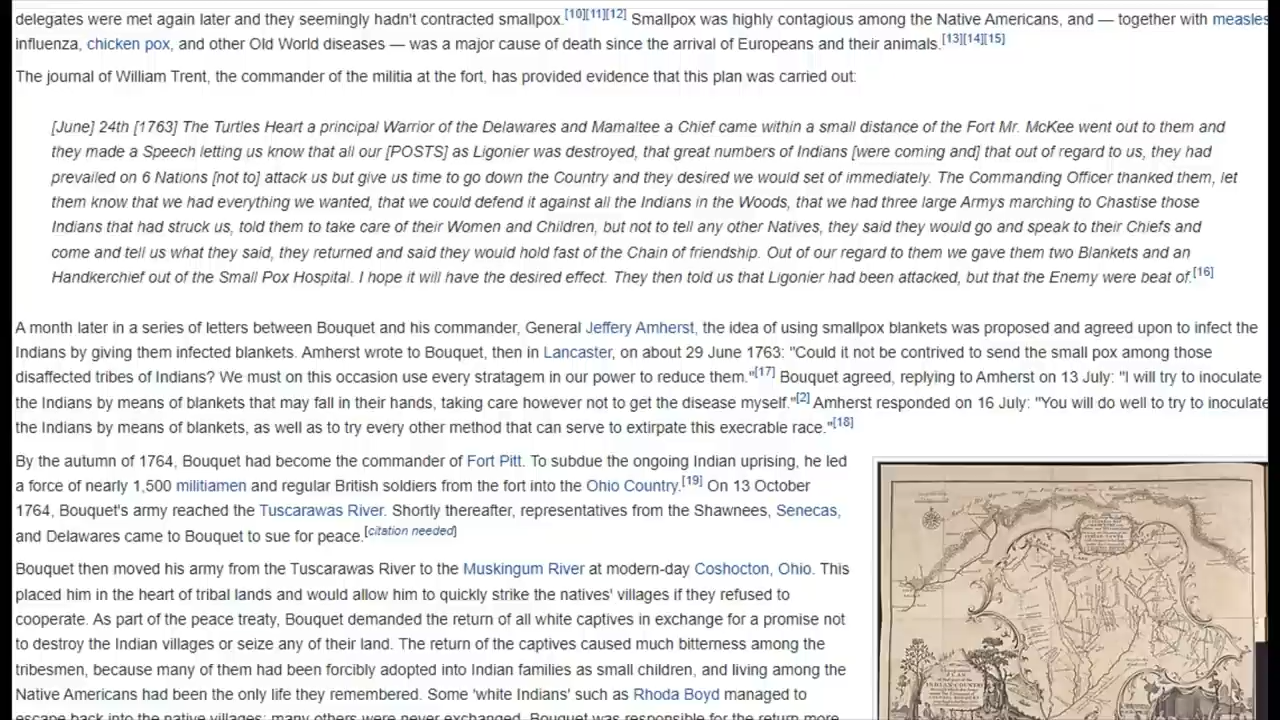 delegates were met again later and they seemingly hadn't contracted smallpox.[10][11][12] Smallpox was highly contagious among the Native Americans, and — together with measles
influenza, chicken pox, and other Old World diseases — was a major cause of death since the arrival of Europeans and their animals.[13][14][15]
The journal of William Trent, the commander of the militia at the fort, has provided evidence that this plan was carried out:
[June] 24th [1763] The Turtles Heart a principal Warrior of the Delawares and Mamaltee a Chief came within a small distance of the Fort Mr. McKee went out to them and
they made a Speech letting us know that all our [POSTS] as Ligonier was destroyed, that great numbers of Indians [were coming and] that out of regard to us, they had
prevailed on 6 Nations [not to] attack us but give us time to go down the Country and they desired we would set of immediately. The Commanding Officer thanked them, let
them know that we had everything we wanted, that we could defend it against all the Indians in the Woods, that we had three large Armys marching to Chastise those
Indians that had struck us, told them to take care of their Women and Children, but not to tell any other Natives, they said they would go and speak to their Chiefs and
come and tell us what they said, they returned and said they would hold fast of the Chain of friendship. Out of our regard to them we gave them two Blankets and an
Handkerchief out of the Small Pox Hospital. I hope it will have the desired effect. They then told us that Ligonier had been attacked, but that the Enemy were beat of.[16]
A month later in a series of letters between Bouquet and his commander, General Jeffery Amherst, the idea of using smallpox blankets was proposed and agreed upon to infect the
Indians by giving them infected blankets. Amherst wrote to Bouquet, then in Lancaster, on about 29 June 1763: "Could it not be contrived to send the small pox among those
disaffected tribes of Indians? We must on this occasion use every stratagem in our power to reduce them."[17] Bouquet agreed, replying to Amherst on 13 July: "I will try to inoculate
the Indians by means of blankets that may fall in their hands, taking care however not to get the disease myself."[2] Amherst responded on 16 July: "You will do well to try to inoculate
the Indians by means of blankets, as well as to try every other method that can serve to extirpate this execrable race."[18]
By the autumn of 1764, Bouquet had become the commander of Fort Pitt. To subdue the ongoing Indian uprising, he led
a force of nearly 1,500 militiamen and regular British soldiers from the fort into the Ohio Country.[19] On 13 October
1764, Bouquet's army reached the Tuscarawas River. Shortly thereafter, representatives from the Shawnees, Senecas,
and Delawares came to Bouquet to sue for peace.[citation needed]
Bouquet then moved his army from the Tuscarawas River to the Muskingum River at modern-day Coshocton, Ohio. This
placed him in the heart of tribal lands and would allow him to quickly strike the natives' villages if they refused to
cooperate. As part of the peace treaty, Bouquet demanded the return of all white captives in exchange for a promise not
to destroy the Indian villages or seize any of their land. The return of the captives caused much bitterness among the
tribesmen, because many of them had been forcibly adopted into Indian families as small children, and living among the
Native Americans had been the only life they remembered. Some 'white Indians' such as Rhoda Boyd managed to
escape back into the native villages; many others were never exchanged. Bouquet was responsible for the return more